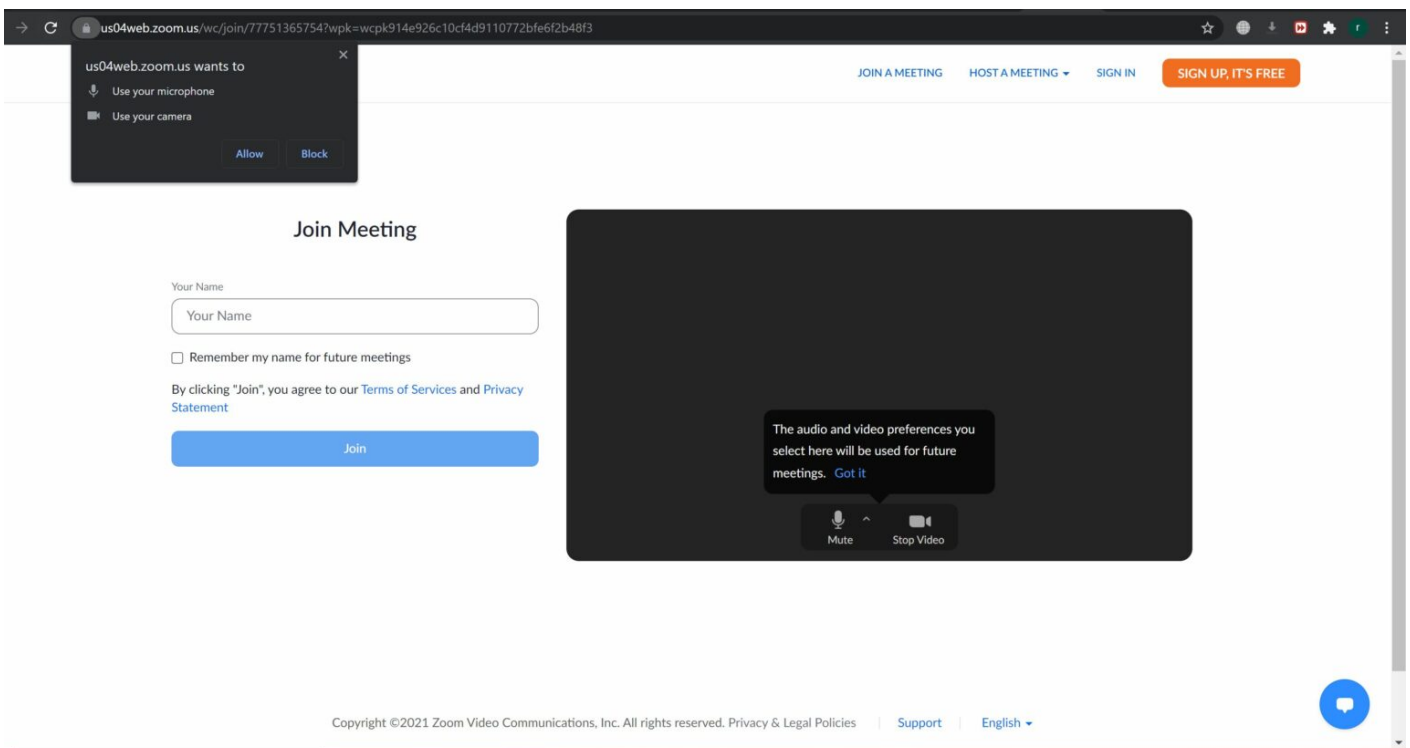 us04web.zoom.us/wc/join/77751365754?wpk=wcpk914e926c10cf4d9110772bfe6f2b48f3
r
us04web.zoom.us wants to
Use your microphone
Use your camera
Allow Block
JOIN A MEETING HOST A MEETING SIGN IN SIGN UP, IT'S FREE
Join Meeting
Your Name
Your Name
Remember my name for future meetings
By clicking "Join", you agree to our Terms of Services and Privacy
Statement
Join
The audio and video preferences you
select here will be used for future
meetings. Got it
Mute Stop Video
Copyright ©2021 Zoom Video Communications, Inc. All rights reserved. Privacy & Legal Policies Support English